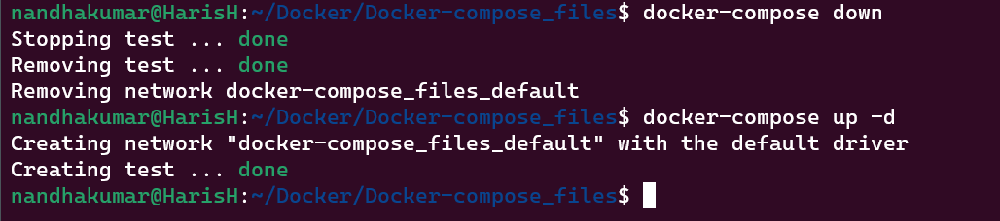 nandhakumar@HarisH:~/Docker/Docker-compose_files$ docker-compose down
Stopping test ... done
Removing test ... done
Removing network docker-compose_files_default
nandhakumar@HarisH:~/Docker/Docker-compose_files$ docker-compose up -d
Creating network "docker-compose_files_default" with the default driver
Creating test ... done
nandhakumar@HarisH:~/Docker/Docker-compose_files$